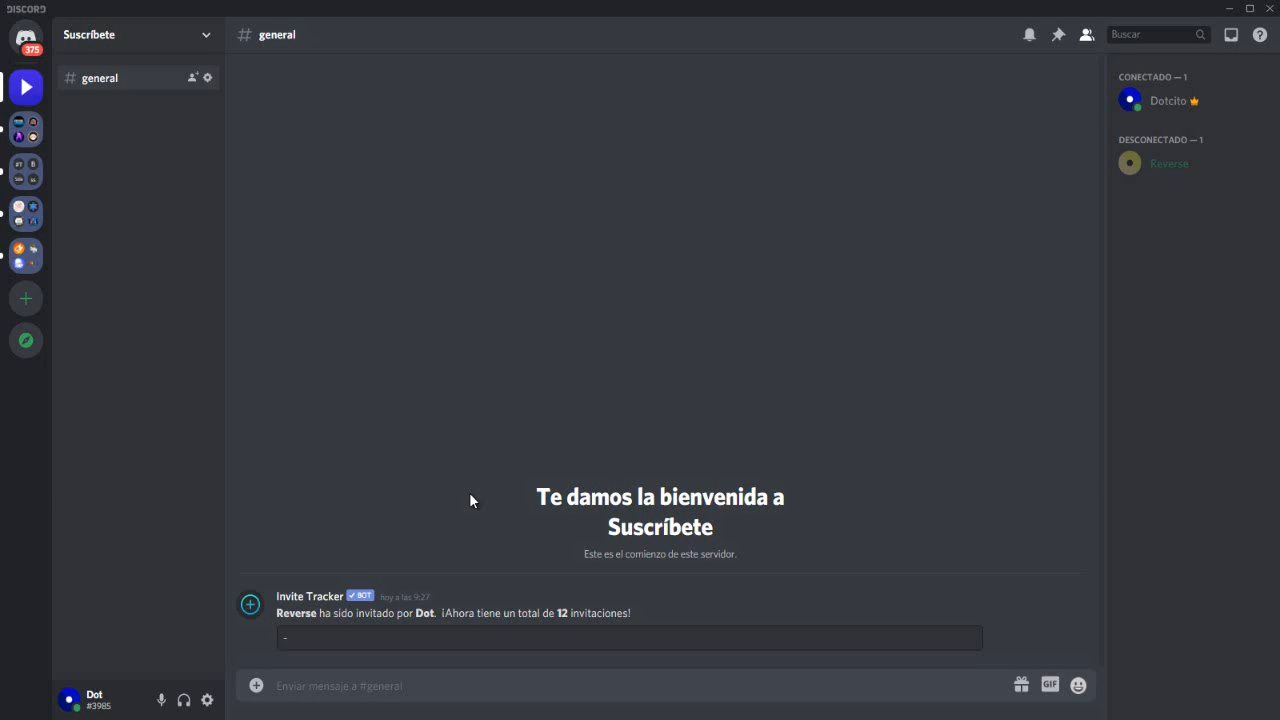 DISCORD
375
Suscríbete
general
general
Buscar
CONECTADO — 1
Dotcito
DESCONECTADO — 1
Reverse
Te damos la bienvenida a
Suscríbete
Este es el comienzo de este servidor.
Invite Tracker ✓ BOT hoy a las 9:27
Reverse ha sido invitado por Dot. ¡Ahora tiene un total de 12 invitaciones!
-
Enviar mensaje a #general
GIF
Dot
#3985